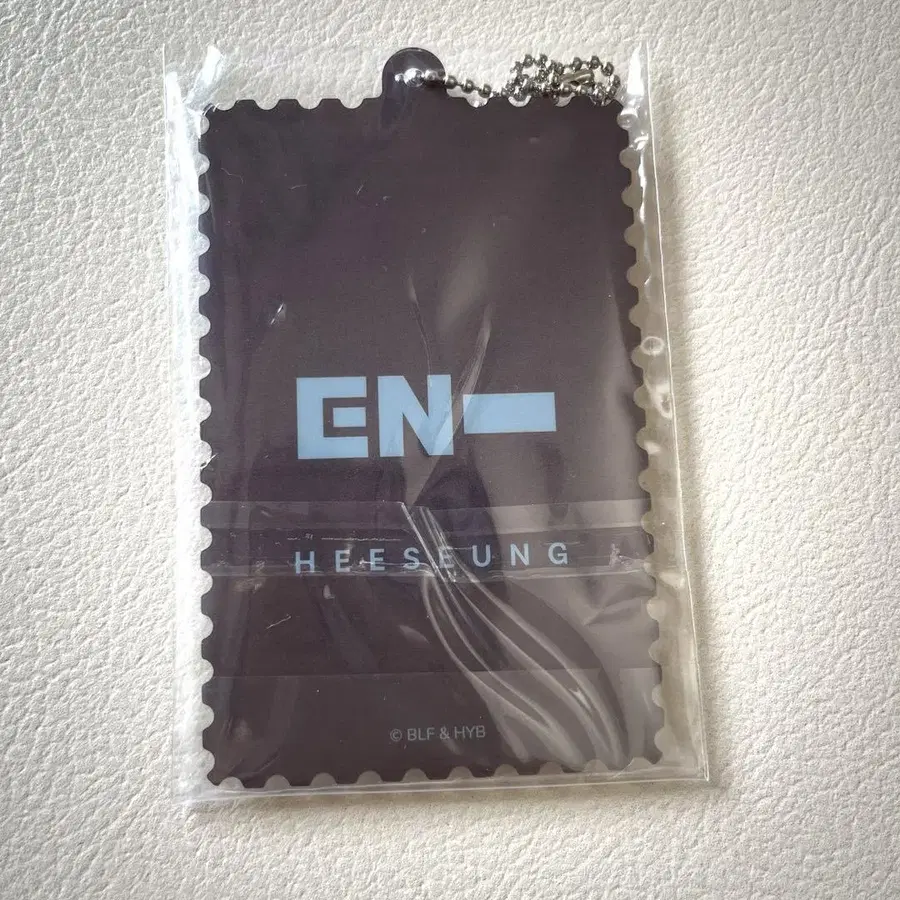 EN-
HEESEUNG
© BLF & HYB